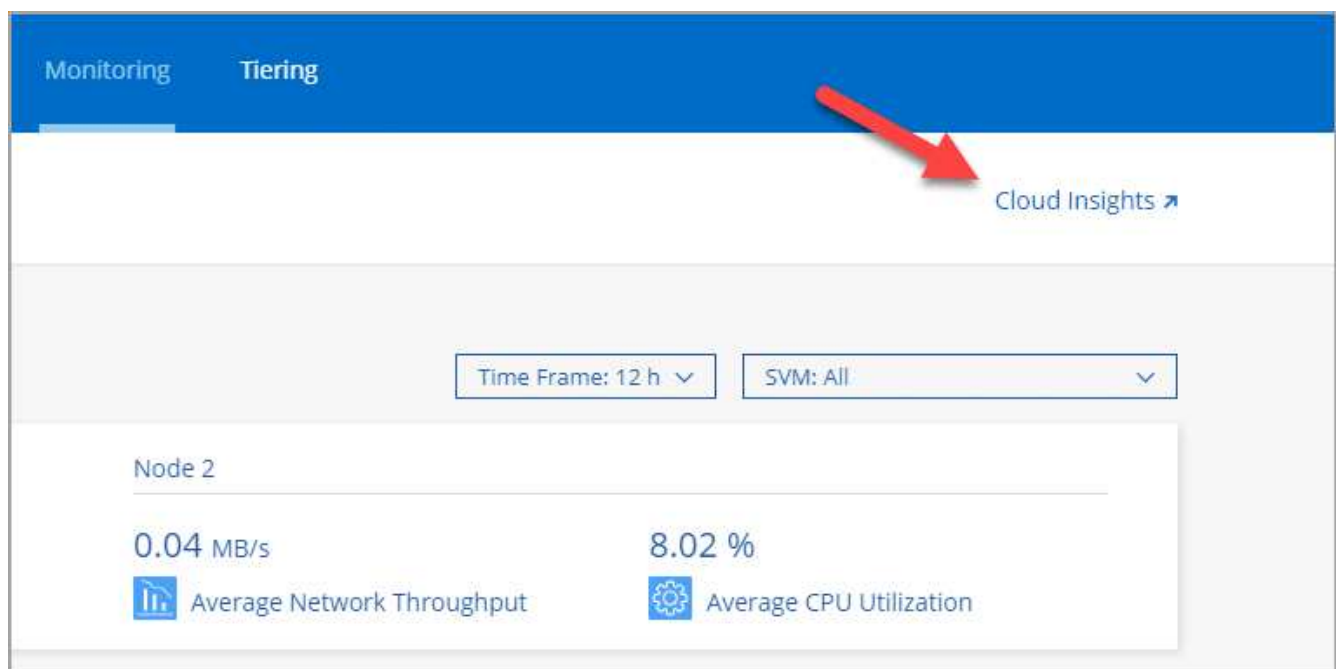 Monitoring Tiering
Cloud Insights
Time Frame: 12 h SVM: All
Node 2
0.04 MB/s 8.02 %
Average Network Throughput Average CPU Utilization